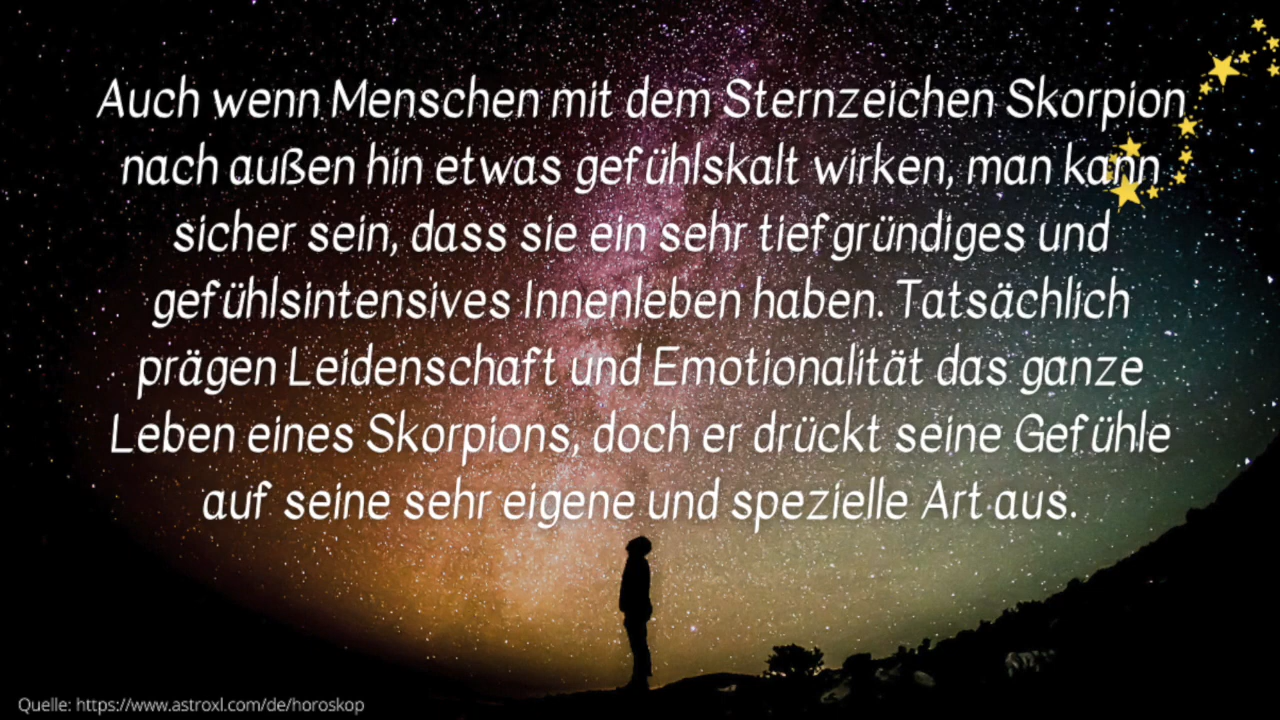 Auch wenn Menschen mit dem Sternzeichen Skorpion
nach außen hin etwas gefühlskalt wirken, man kann
sicher sein, dass sie ein sehr tiefgründiges und
gefühlsintensives Innenleben haben. Tatsächlich
prägen Leidenschaft und Emotionalität das ganze
Leben eines Skorpions, doch er drückt seine Gefühle
auf seine sehr eigene und spezielle Art aus.
Quelle: https://www.astroxl.com/de/horoskop